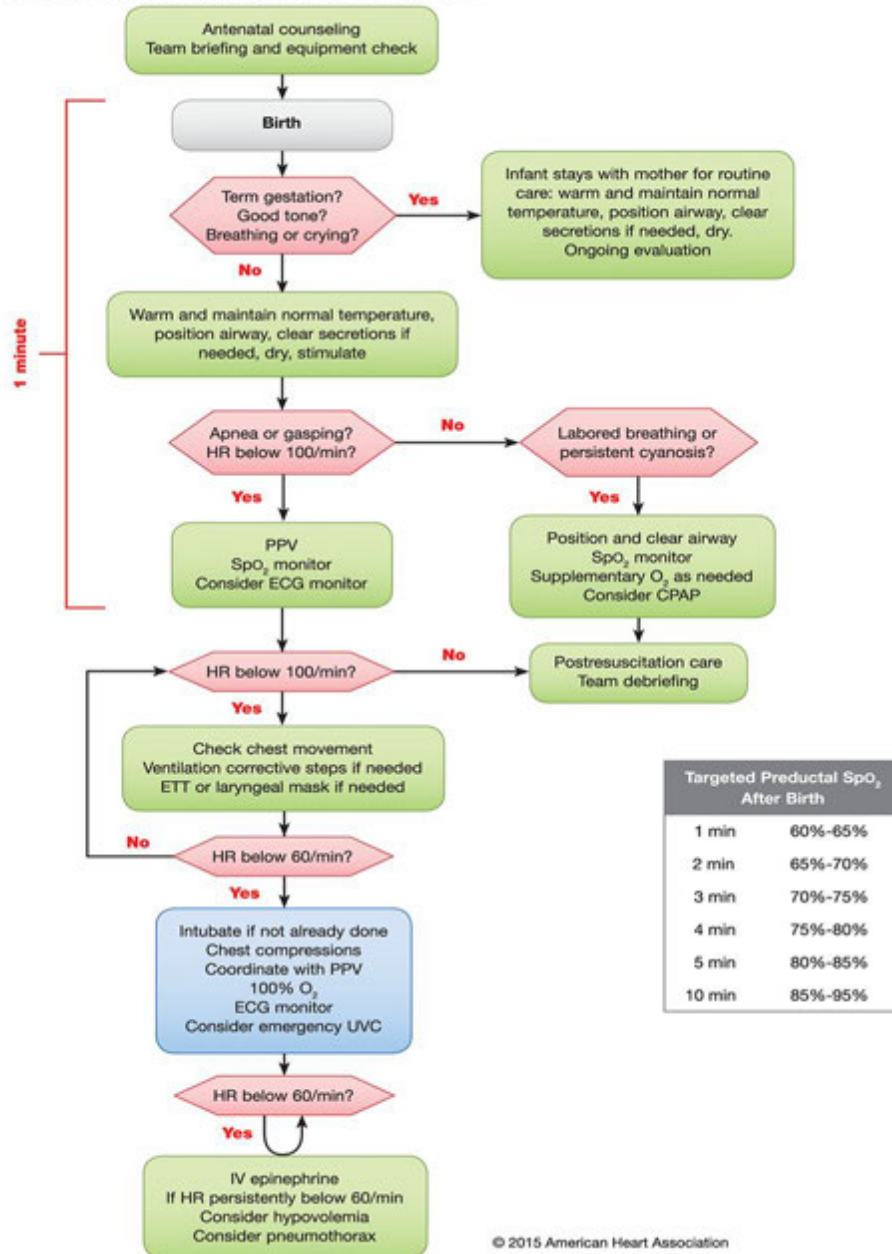 Antenatal counseling
Team briefing and equipment check
Birth
1 minute
Term gestation?
Good tone?
Breathing or crying?
Yes
Infant stays with mother for routine
care: warm and maintain normal
temperature, position airway, clear
secretions if needed, dry.
Ongoing evaluation
No
Warm and maintain normal temperature,
position airway, clear secretions if
needed, dry, stimulate
Apnea or gasping?
HR below 100/min?
No
Labored breathing or
persistent cyanosis?
Yes
Yes
PPV
SpO₂ monitor
Consider ECG monitor
Position and clear airway
SpO₂ monitor
Supplementary O₂ as needed
Consider CPAP
HR below 100/min?
No
Postresuscitation care
Team debriefing
Yes
Check chest movement
Ventilation corrective steps if needed
ETT or laryngeal mask if needed
No
HR below 60/min?
Yes
Intubate if not already done
Chest compressions
Coordinate with PPV
100% O₂
ECG monitor
Consider emergency UVC
HR below 60/min?
Yes
IV epinephrine
If HR persistently below 60/min
Consider hypovolemia
Consider pneumothorax
Targeted Preductal SpO₂
After Birth
1 min 60%-65%
2 min 65%-70%
3 min 70%-75%
4 min 75%-80%
5 min 80%-85%
10 min 85%-95%
© 2015 American Heart Association